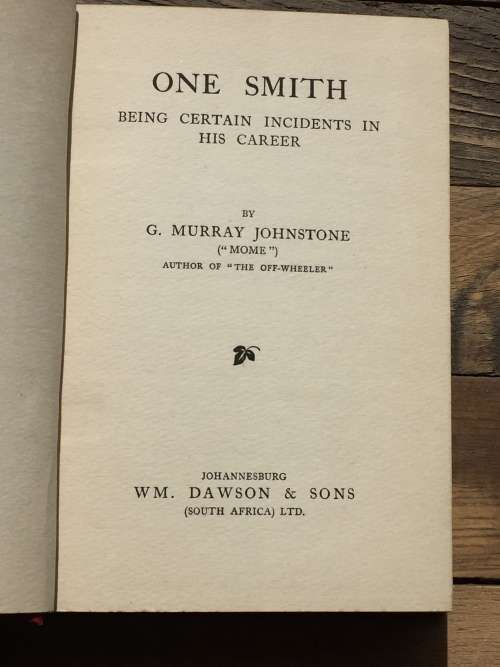 ONE SMITH
BEING CERTAIN INCIDENTS IN
HIS CAREER
BY
G. MURRAY JOHNSTONE
("MOME")
AUTHOR OF "THE OFF-WHEELER"
JOHANNESBURG
WM. DAWSON & SONS
(SOUTH AFRICA) LTD.